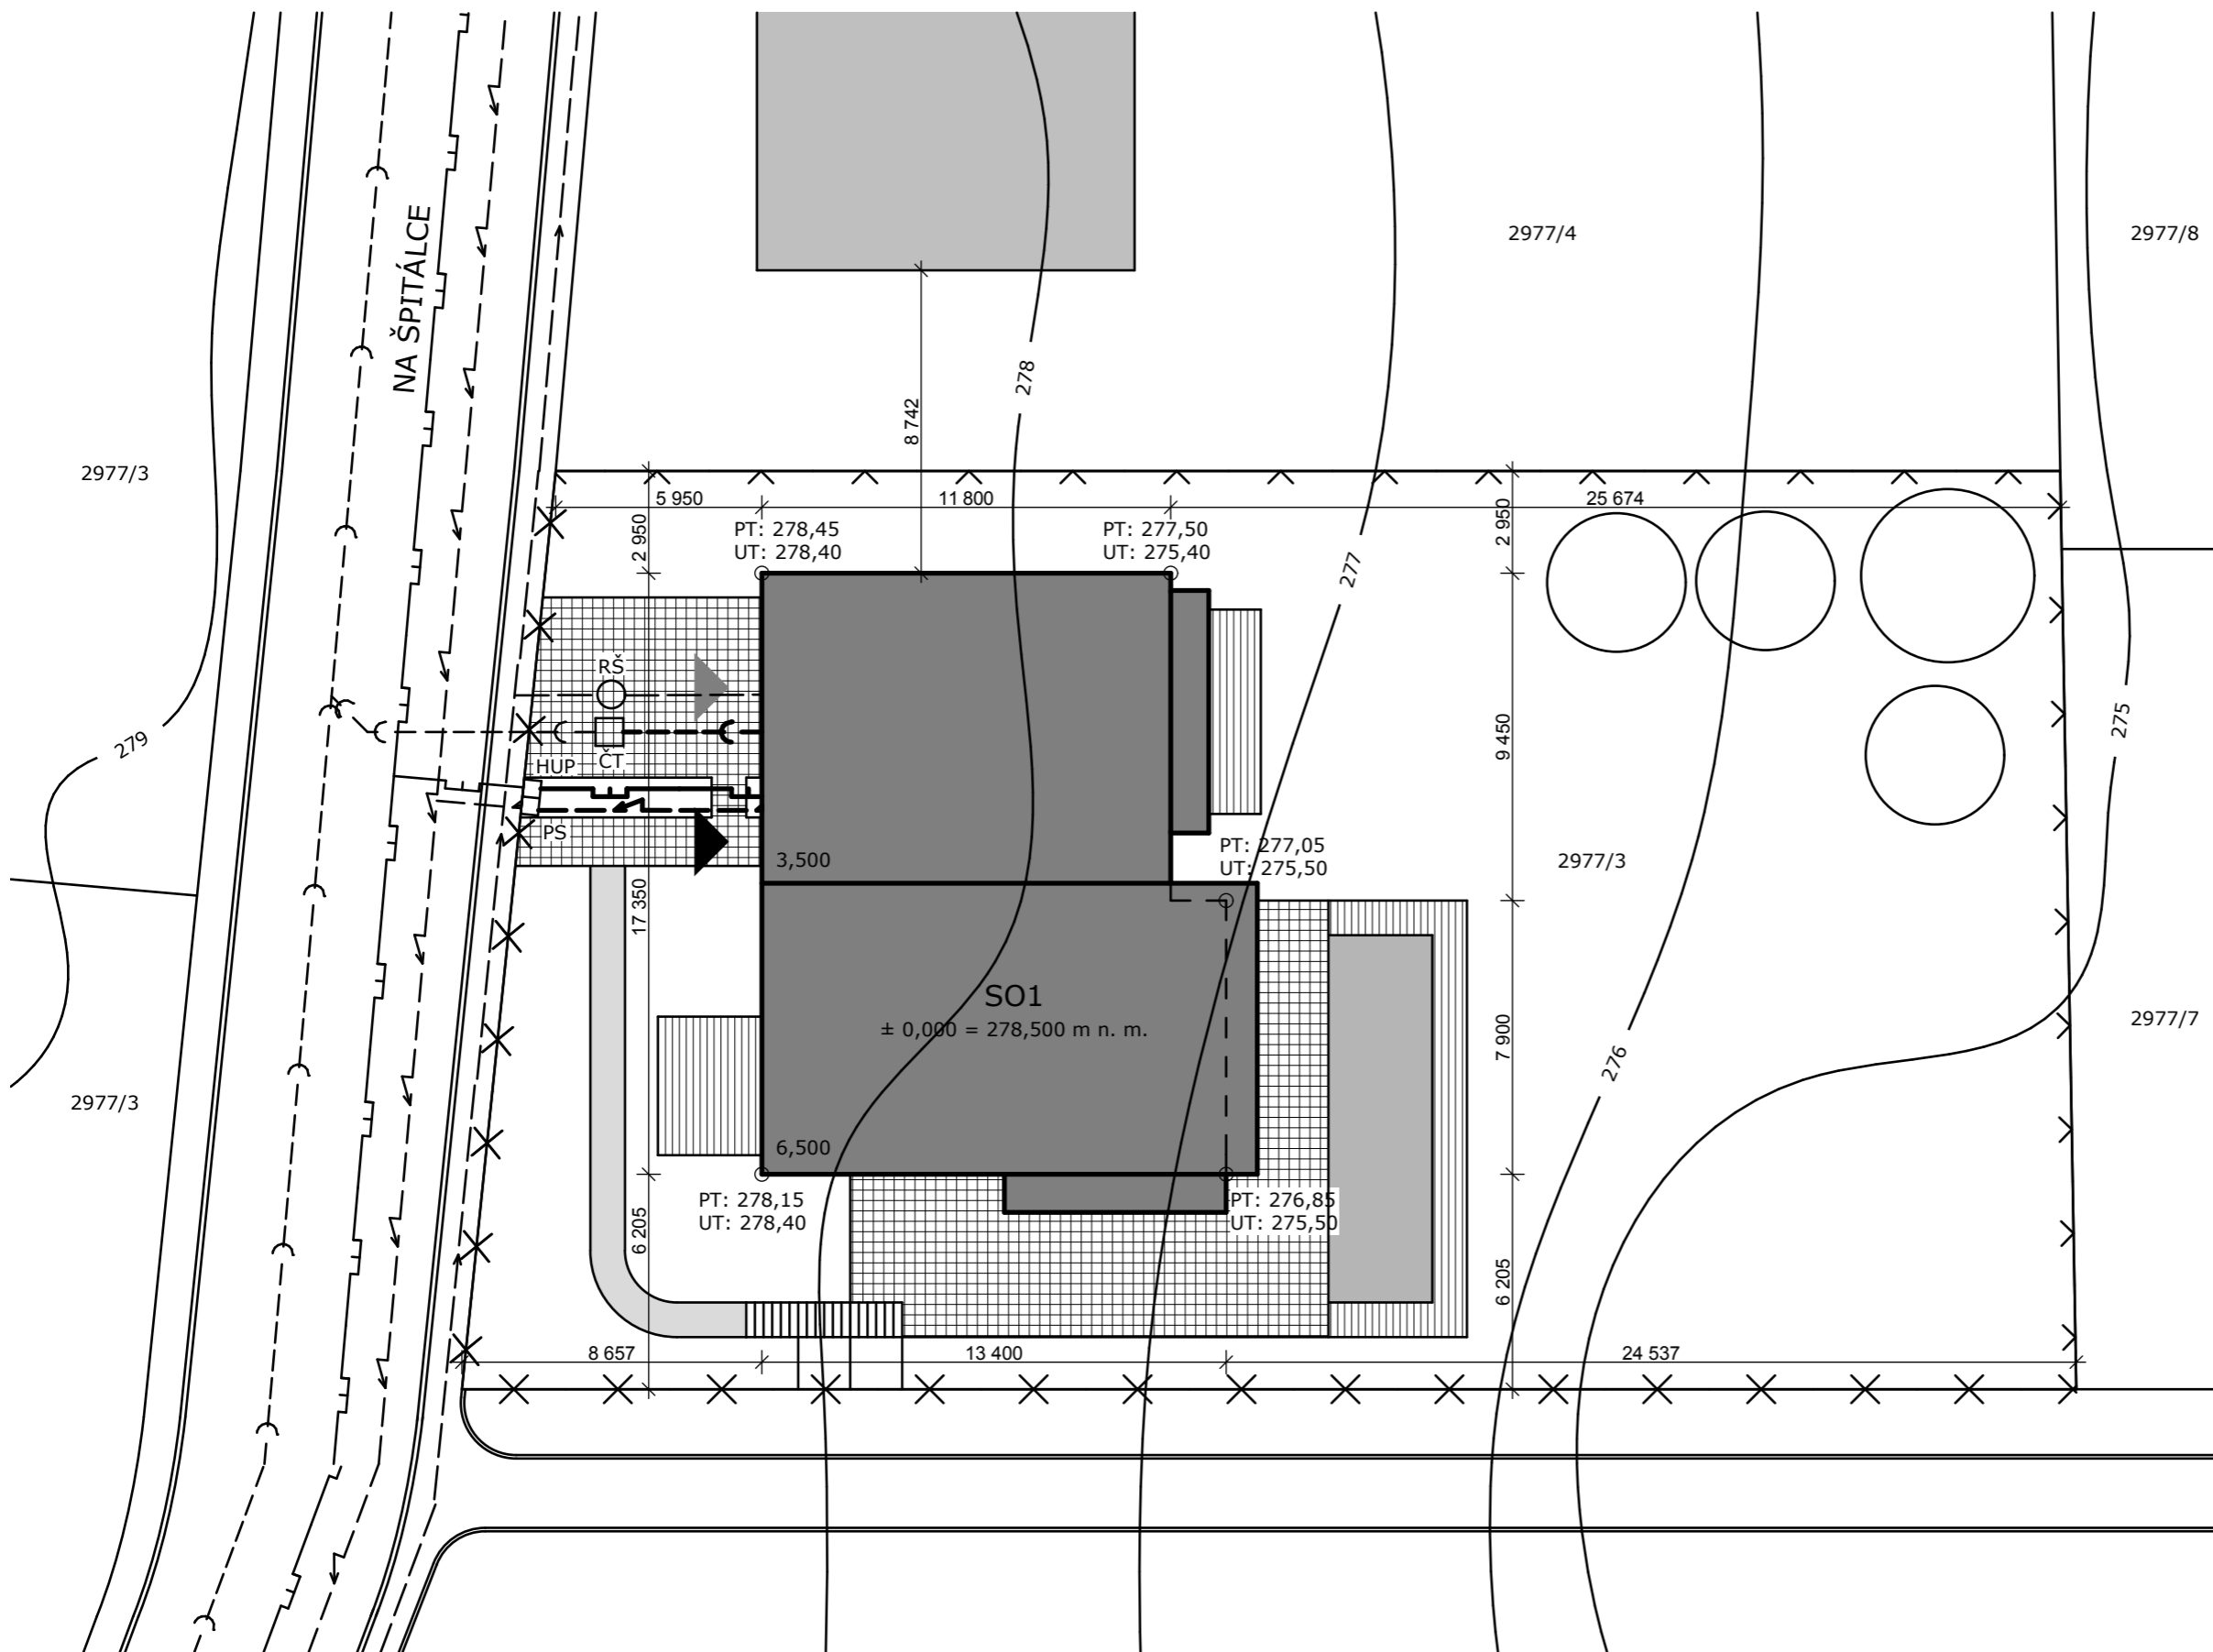 NA ŠPITÁLCE
2977/4
2977/8
278
8 742
2977/3
5 950
11 800
25 674
2 950
2 950
PT: 278,45
UT: 278,40
PT: 277,50
UT: 275,40
277
RŠ
279
275
9 450
ČT
HUP
PS
3,500
PT: 277,05
UT: 275,50
2977/3
17 350
SO1
± 0,000 = 278,500 m n. m.
2977/7
7 900
276
2977/3
6,500
PT: 278,15
UT: 278,40
PT: 276,85
UT: 275,50
6 205
6 205
8 657
13 400
24 537